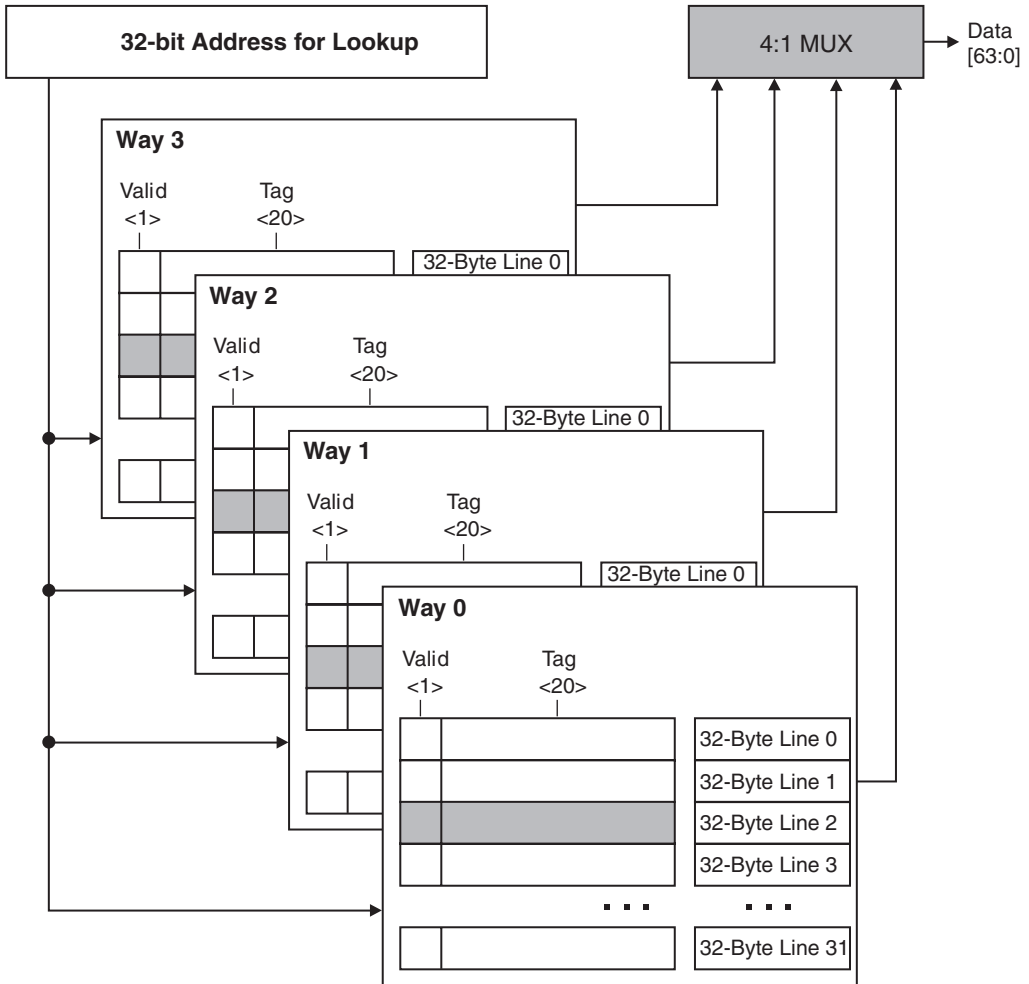 32-bit Address for Lookup
4:1 MUX
Data
[63:0]
Way 3
Valid
<1>
Tag
<20>
32-Byte Line 0
Way 2
Valid
<1>
Tag
<20>
32-Byte Line 0
Way 1
Valid
<1>
Tag
<20>
32-Byte Line 0
Way 0
Valid
<1>
Tag
<20>
32-Byte Line 0
32-Byte Line 1
32-Byte Line 2
32-Byte Line 3
. . . . . .
32-Byte Line 31